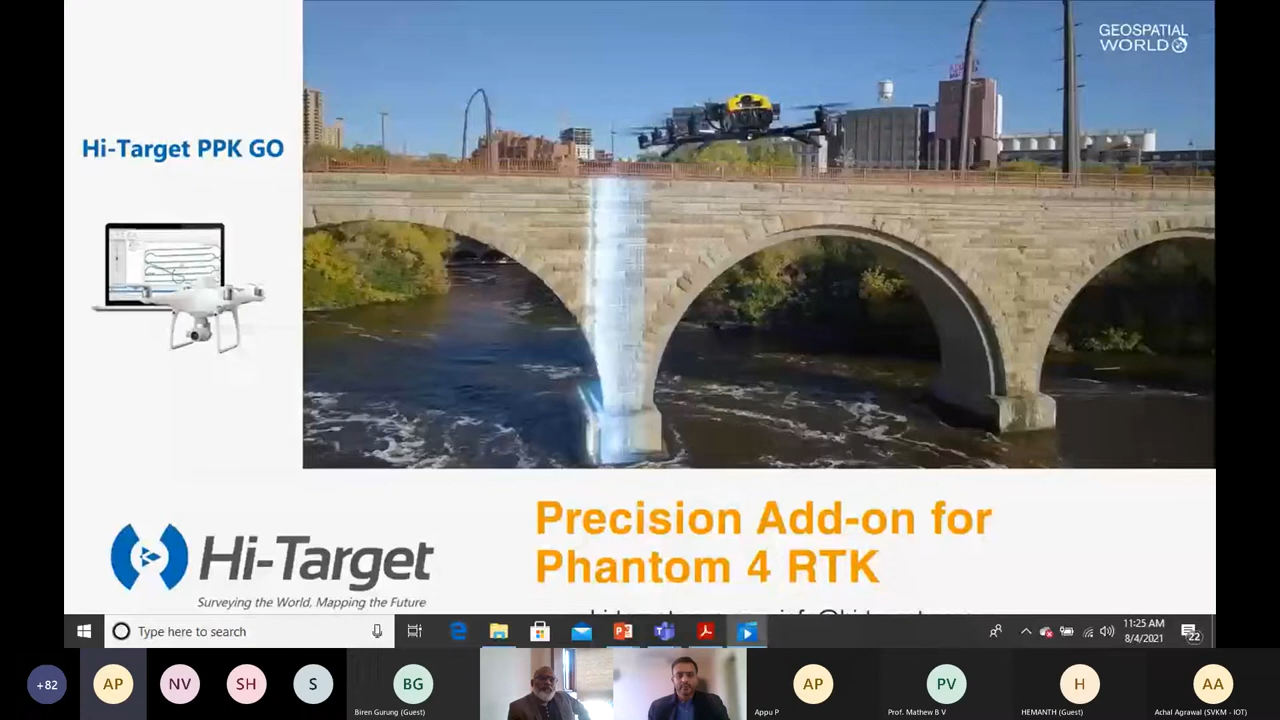 GEOSPATIAL
WORLD
Hi-Target PPK GO
Hi-Target
Surveying the World, Mapping the Future
Precision Add-on for
Phantom 4 RTK
Type here to search
11:25 AM
8/4/2021
22
+82
AP
NV
SH
S
BG
Biren Gurung (Guest)
AP
Appu P
PV
Prof. Mathew B V
H
HEMANTH (Guest)
AA
Achal Agrawal (SVKM - IOT)